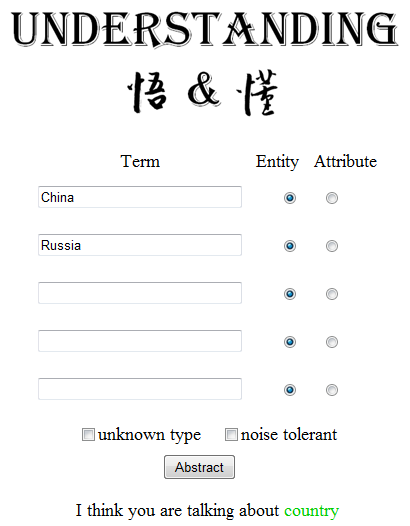 UNDERSTANDING
悟 & 懂
Term Entity Attribute
China
Russia
unknown type noise tolerant
Abstract
I think you are talking about country